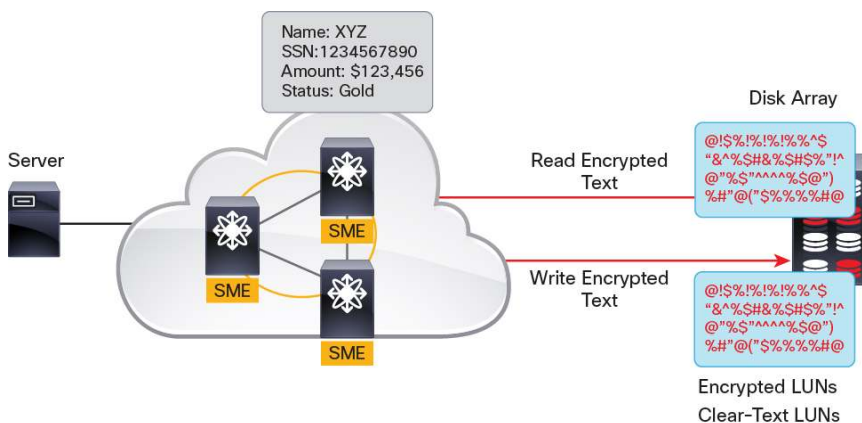 Name: XYZ
SSN:1234567890
Amount: $123,456
Status: Gold
Disk Array
Server
@!$%!%!%!%%^$
“&^%$#&%$#$%”!^
@”%$”^^^^%$@”)
%#”@(”$%%%%#@
Read Encrypted
Text
SME
SME
SME
Write Encrypted
Text
@!$%!%!%!%%^$
“&^%$#&%$#$%”!^
@”%$”^^^^%$@”)
%#”@(”$%%%%#@
Encrypted LUNs
Clear-Text LUNs